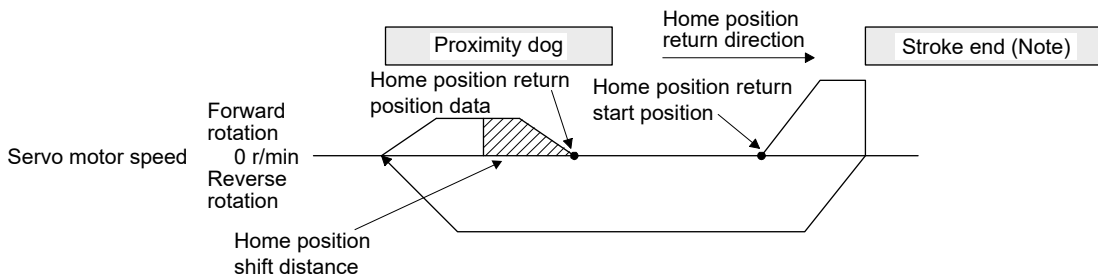 Proximity dog
Home position
return direction
Stroke end (Note)
Home position return
position data
Home position return
start position
Forward
rotation
Servo motor speed 0 r/min
Reverse
rotation
Home position
shift distance